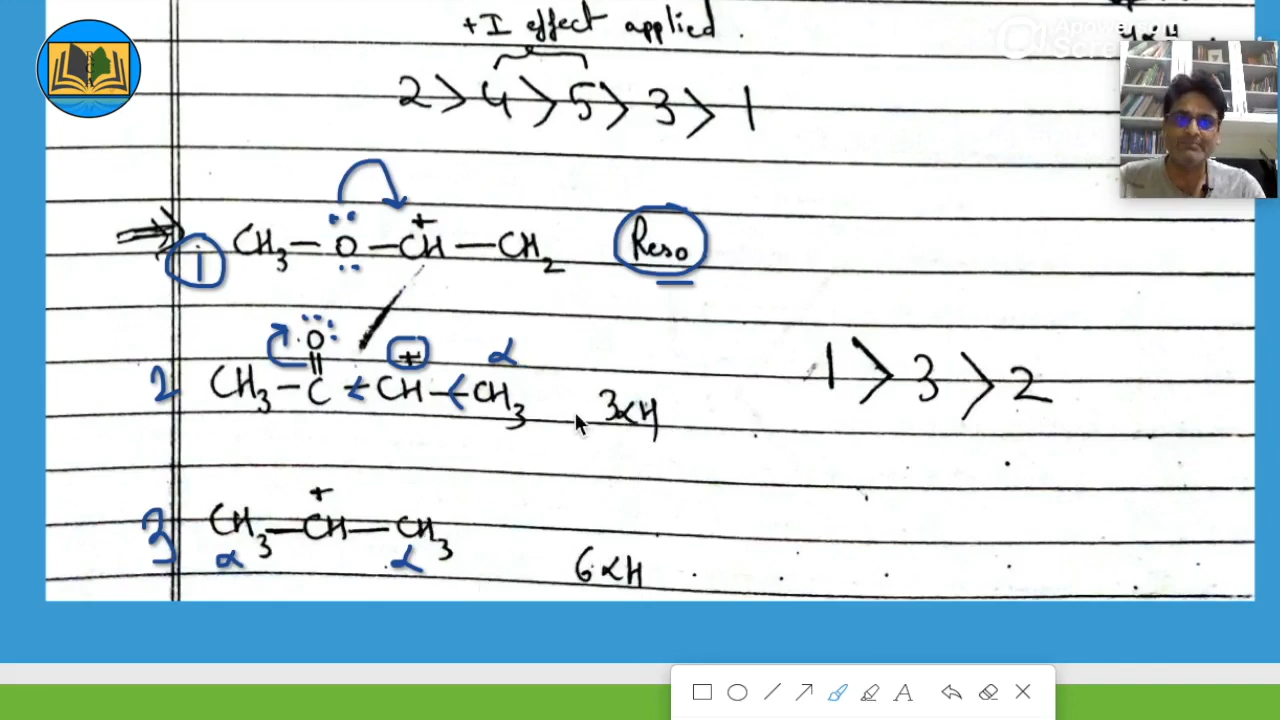 +I effect applied.
2 > 4 > 5 > 3 > 1
i CH3 – O – CH – CH2 Reso
+
O
+ α
2 CH3 – C – CH – CH3 3αH 1 > 3 > 2
+
3 CH3 – CH – CH3
α α 6αH
A